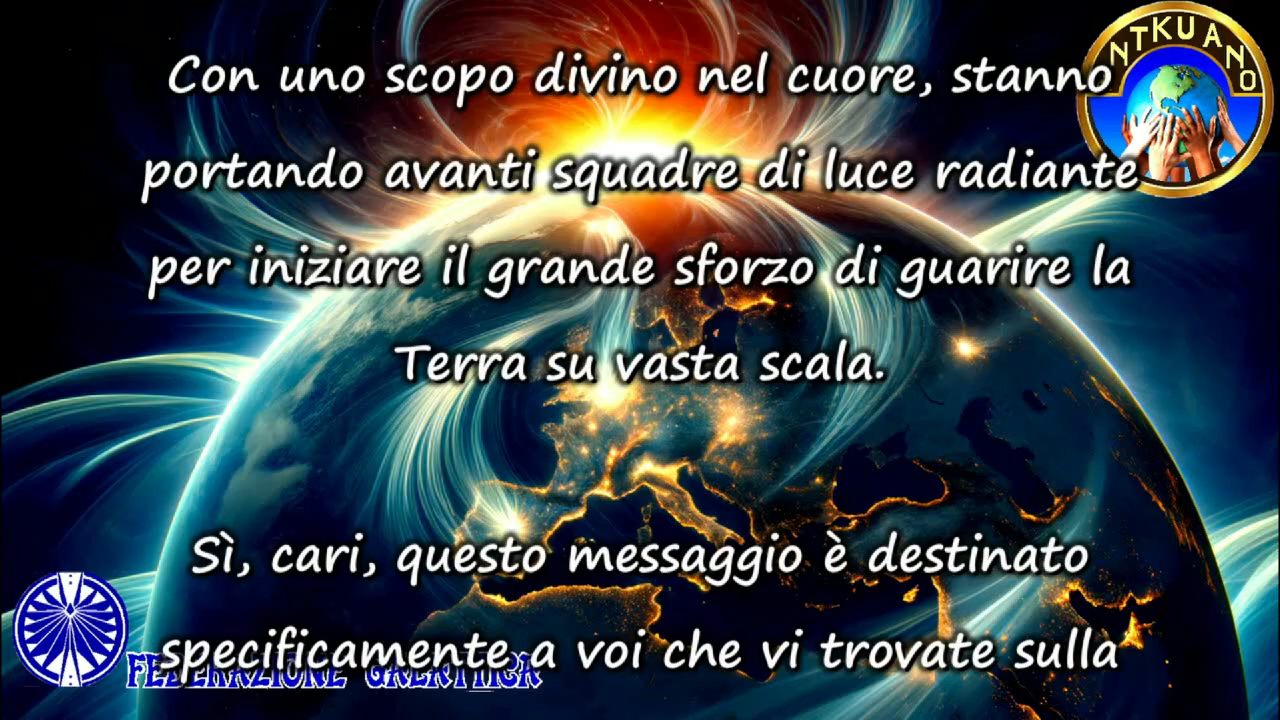 NTKUANO
Con uno scopo divino nel cuore, stanno
portando avanti squadre di luce radiante
per iniziare il grande sforzo di guarire la
Terra su vasta scala.
Sì, cari, questo messaggio è destinato
specificamente a voi che vi trovate sulla
FEDERAZIONE GALATTICA